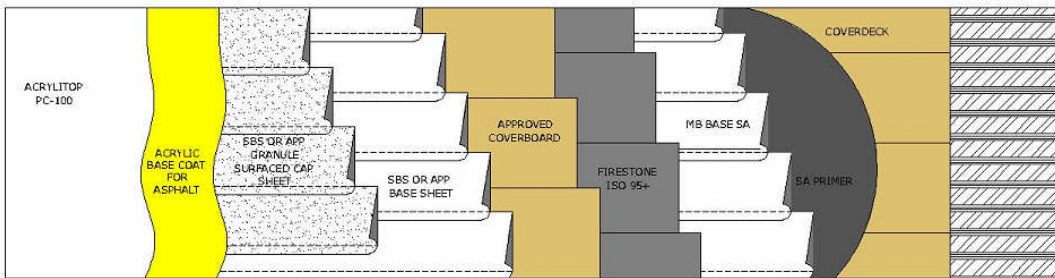 ACRYLITOP
PC-100
ACRYLIC
BASE COAT
FOR
ASPHALT
SBS OR APP
GRANULE
SURFACED CAP
SHEET
SBS OR APP
BASE SHEET
APPROVED
COVERBOARD
FIRESTONE
ISO 95+
MB BASE SA
SA PRIMER
COVERDECK